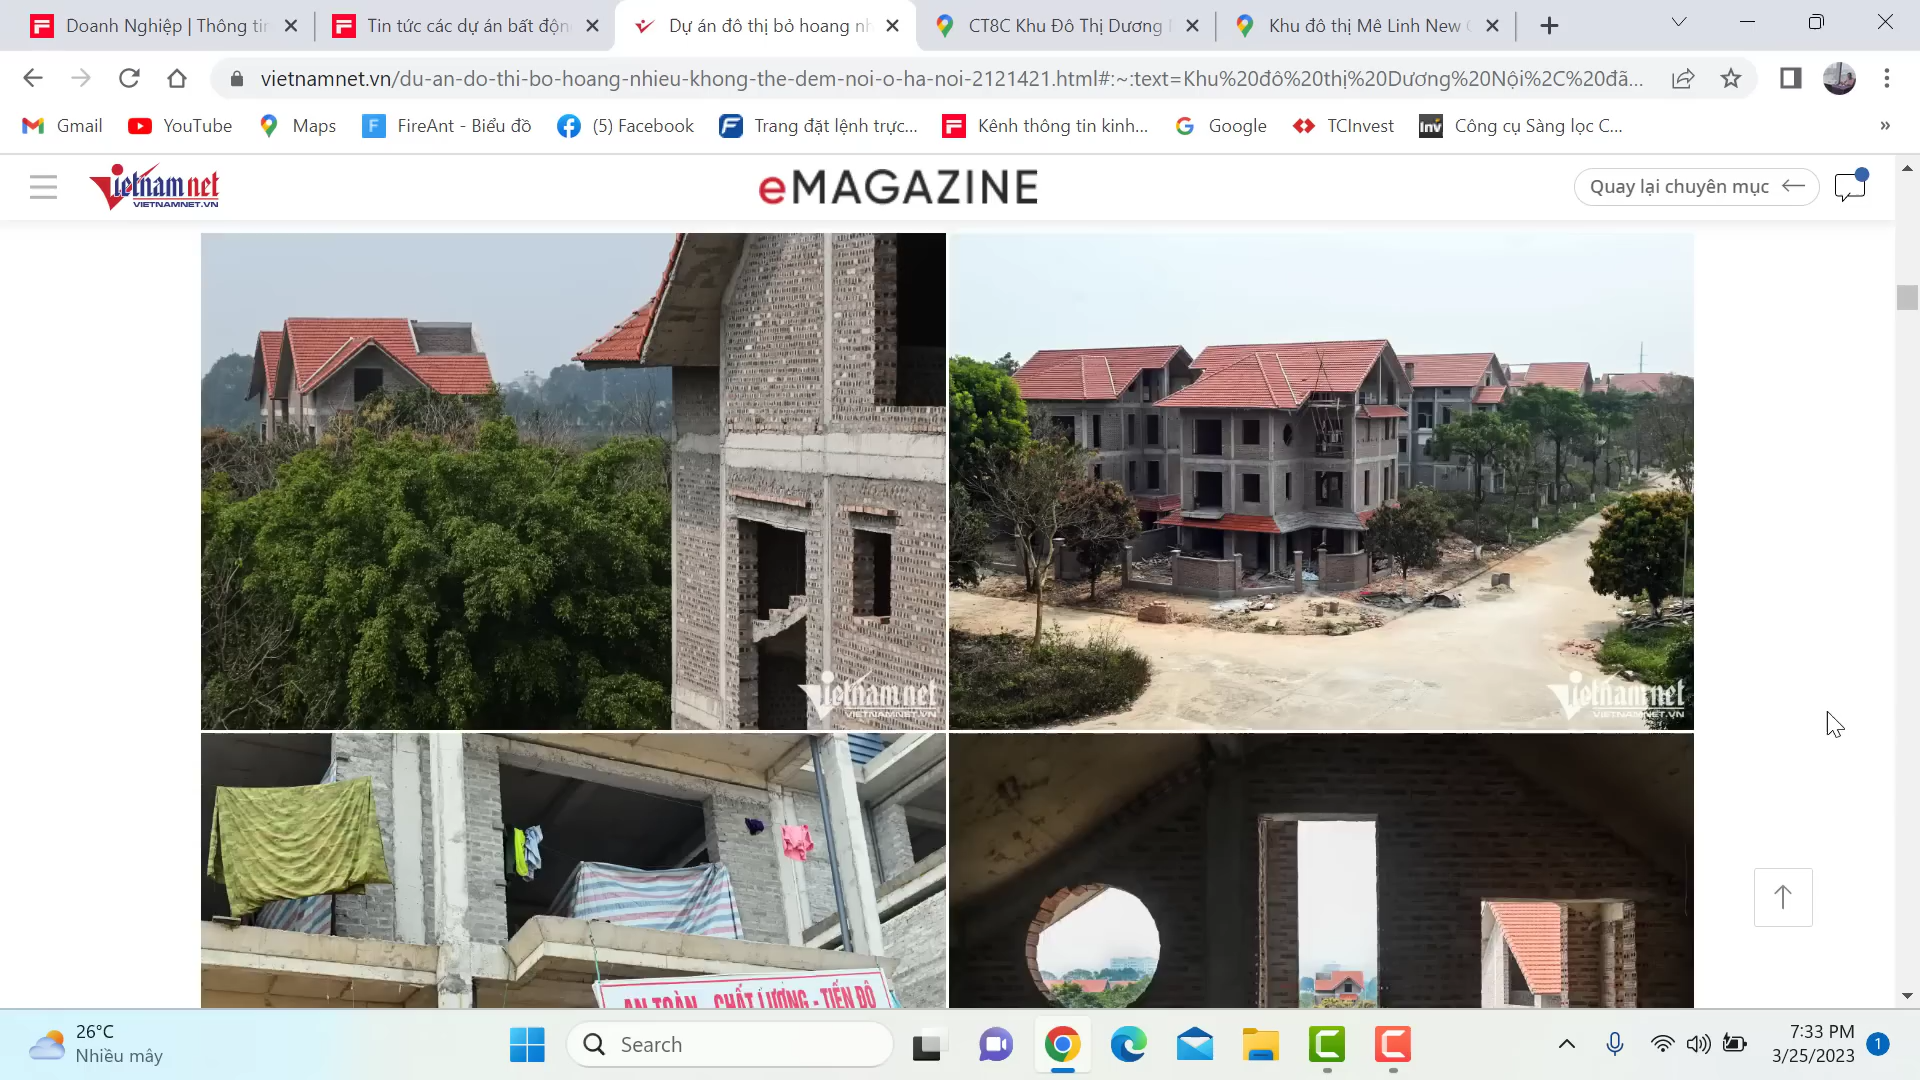 Doanh Nghiệp | Thông tin
Tin tức các dự án bất độn
Dự án đô thị bỏ hoang nh
CT8C Khu Đô Thị Dương
Khu đô thị Mê Linh New
vietnamnet.vn/du-an-do-thi-bo-hoang-nhieu-khong-the-dem-noi-o-ha-noi-2121421.html#:~:text=Khu%20đô%20thị%20Dương%20Nội%2C%20đã...
Gmail
YouTube
Maps
FireAnt - Biểu đồ
(5) Facebook
Trang đặt lệnh trực...
Kênh thông tin kinh...
Google
TCInvest
Inv
Công cụ Sàng lọc C...
»
Vietnamnet
VIETNAMNET.VN
eMAGAZINE
Quay lại chuyên mục
Vietnamnet
VIETNAMNET.VN
Vietnamnet
VIETNAMNET.VN
AN TOÀN - CHẤT LƯỢNG - TIẾN ĐỘ
26°C
Nhiều mây
Search
7:33 PM
3/25/2023
1